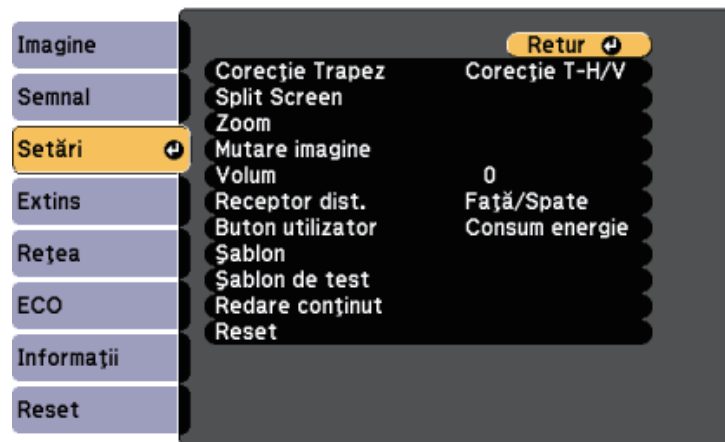 Imagine
Semnal
Setări
Extins
Reţea
ECO
Informaţii
Reset
Retur
Corecţie Trapez Corecţie T-H/V
Split Screen
Zoom
Mutare imagine
Volum 0
Receptor dist. Faţă/Spate
Buton utilizator Consum energie
Şablon
Şablon de test
Redare conţinut
Reset